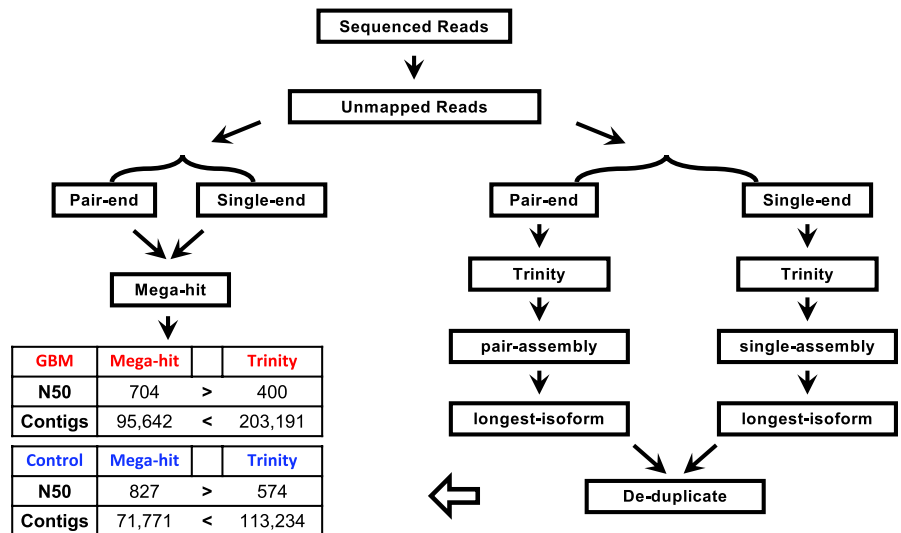 Sequenced Reads
Unmapped Reads
Pair-end
Single-end
Pair-end
Single-end
Mega-hit
Trinity
Trinity
pair-assembly
single-assembly
longest-isoform
longest-isoform
De-duplicate
GBM Mega-hit Trinity
N50 704 > 400
Contigs 95,642 < 203,191
Control Mega-hit Trinity
N50 827 > 574
Contigs 71,771 < 113,234